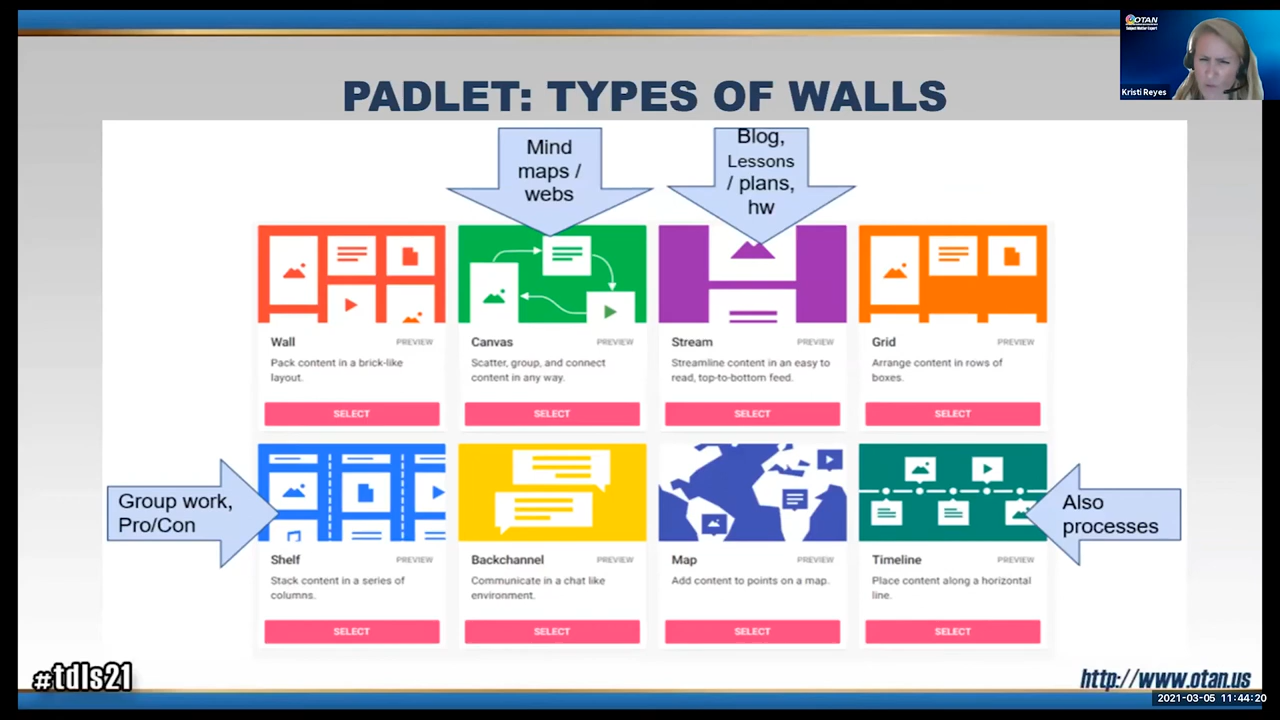 OTAN
Subject Matter Expert
Kristi Reyes
PADLET: TYPES OF WALLS
Mind
maps /
webs
Blog,
Lessons
/ plans,
hw
Wall PREVIEW
Pack content in a brick-like
layout.
SELECT
Canvas PREVIEW
Scatter, group, and connect
content in any way.
SELECT
Stream PREVIEW
Streamline content in an easy to
read, top-to-bottom feed.
SELECT
Grid PREVIEW
Arrange content in rows of
boxes.
SELECT
Group work,
Pro/Con
Shelf PREVIEW
Stack content in a series of
columns.
SELECT
Backchannel PREVIEW
Communicate in a chat like
environment.
SELECT
Map PREVIEW
Add content to points on a map.
SELECT
Timeline PREVIEW
Place content along a horizontal
line.
SELECT
Also
processes
#tdls21
http://www.otan.us
2021-03-05 11:44:20